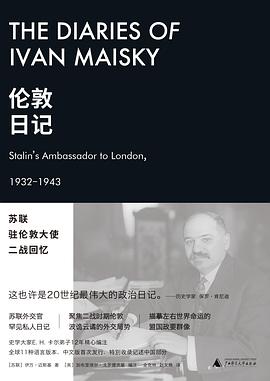 THE DIARIES OF
IVAN MAISKY
伦敦
日记
Stalin's Ambassador to London,
1932-1943
苏联
驻伦敦大使
二战回忆
这也许是20世纪最伟大的政治日记。——历史学家 保罗·肯尼迪
苏联外交官
罕见私人日记
聚焦二战时期伦敦
波诡云谲的外交局势
描摹左右世界命运的
盟国政要群像
史学大家E. H. 卡尔弟子12年核心编注
全球11种语言版本，中文版首次发行，特别收录记述中国部分
[苏联] 伊万·迈斯基 著
广西师范大学出版社